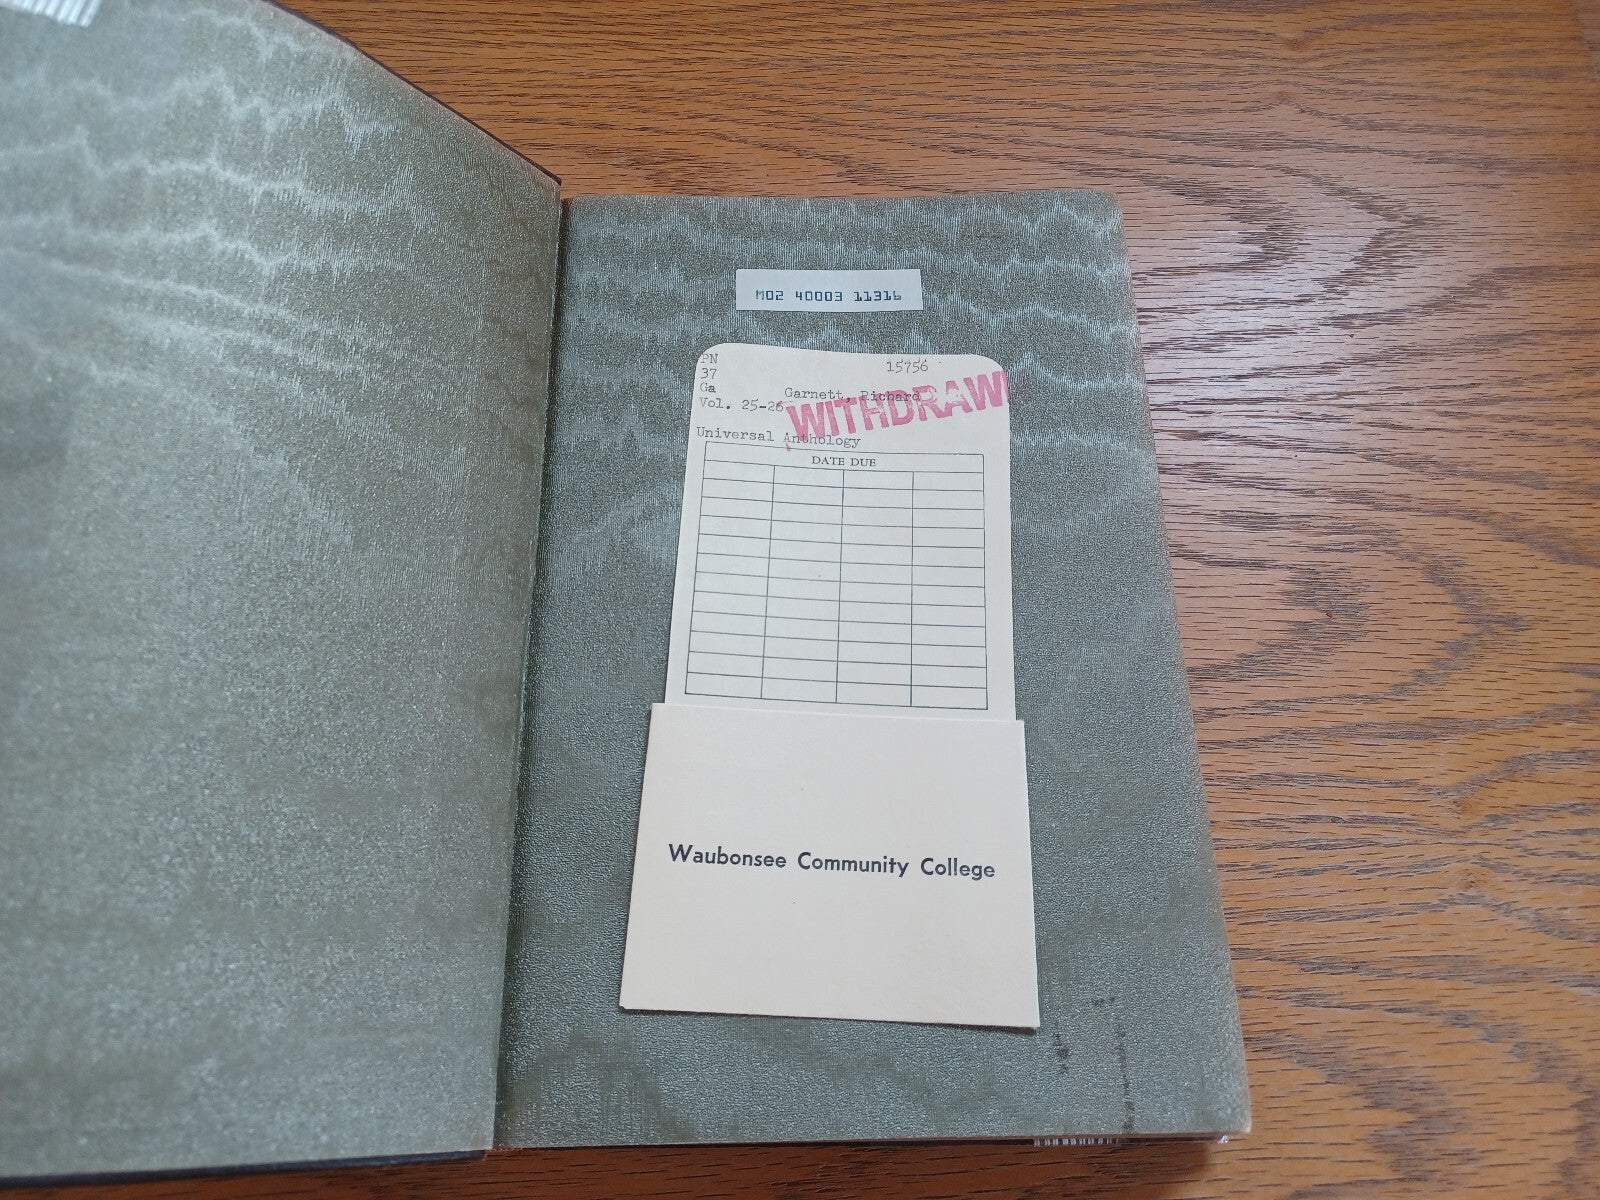 M02 40003 11316
PN 15756
37
Ga Garnett, Richard
Vol. 25-26
WITHDRAWN
Universal Anthology
DATE DUE
Waubonsee Community College